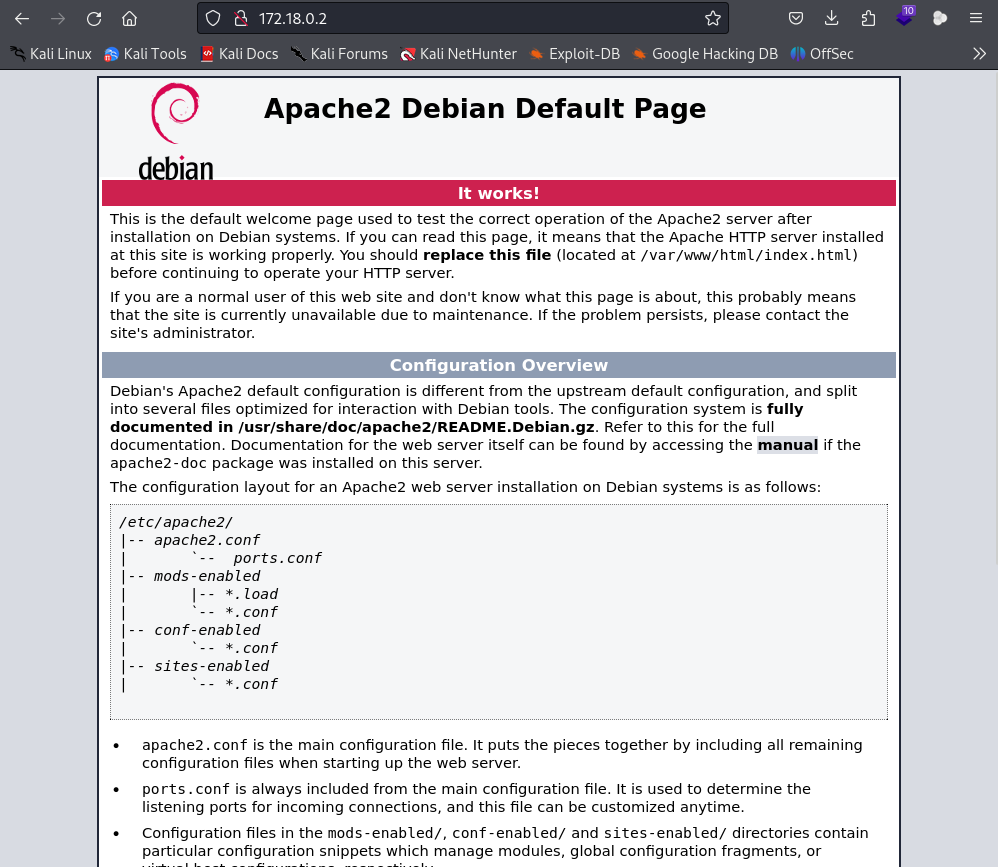 172.18.0.2
10
Kali Linux
Kali Tools
Kali Docs
Kali Forums
Kali NetHunter
Exploit-DB
Google Hacking DB
OffSec
debian
Apache2 Debian Default Page
It works!
This is the default welcome page used to test the correct operation of the Apache2 server after
installation on Debian systems. If you can read this page, it means that the Apache HTTP server installed
at this site is working properly. You should replace this file (located at /var/www/html/index.html)
before continuing to operate your HTTP server.
If you are a normal user of this web site and don't know what this page is about, this probably means
that the site is currently unavailable due to maintenance. If the problem persists, please contact the
site's administrator.
Configuration Overview
Debian's Apache2 default configuration is different from the upstream default configuration, and split
into several files optimized for interaction with Debian tools. The configuration system is fully
documented in /usr/share/doc/apache2/README.Debian.gz. Refer to this for the full
documentation. Documentation for the web server itself can be found by accessing the manual if the
apache2-doc package was installed on this server.
The configuration layout for an Apache2 web server installation on Debian systems is as follows:
/etc/apache2/
|-- apache2.conf
|       `--  ports.conf
|-- mods-enabled
|       |-- *.load
|       `-- *.conf
|-- conf-enabled
|       `-- *.conf
|-- sites-enabled
|       `-- *.conf
• apache2.conf is the main configuration file. It puts the pieces together by including all remaining
configuration files when starting up the web server.
• ports.conf is always included from the main configuration file. It is used to determine the
listening ports for incoming connections, and this file can be customized anytime.
• Configuration files in the mods-enabled/, conf-enabled/ and sites-enabled/ directories contain
particular configuration snippets which manage modules, global configuration fragments, or
virtual host configurations, respectively.